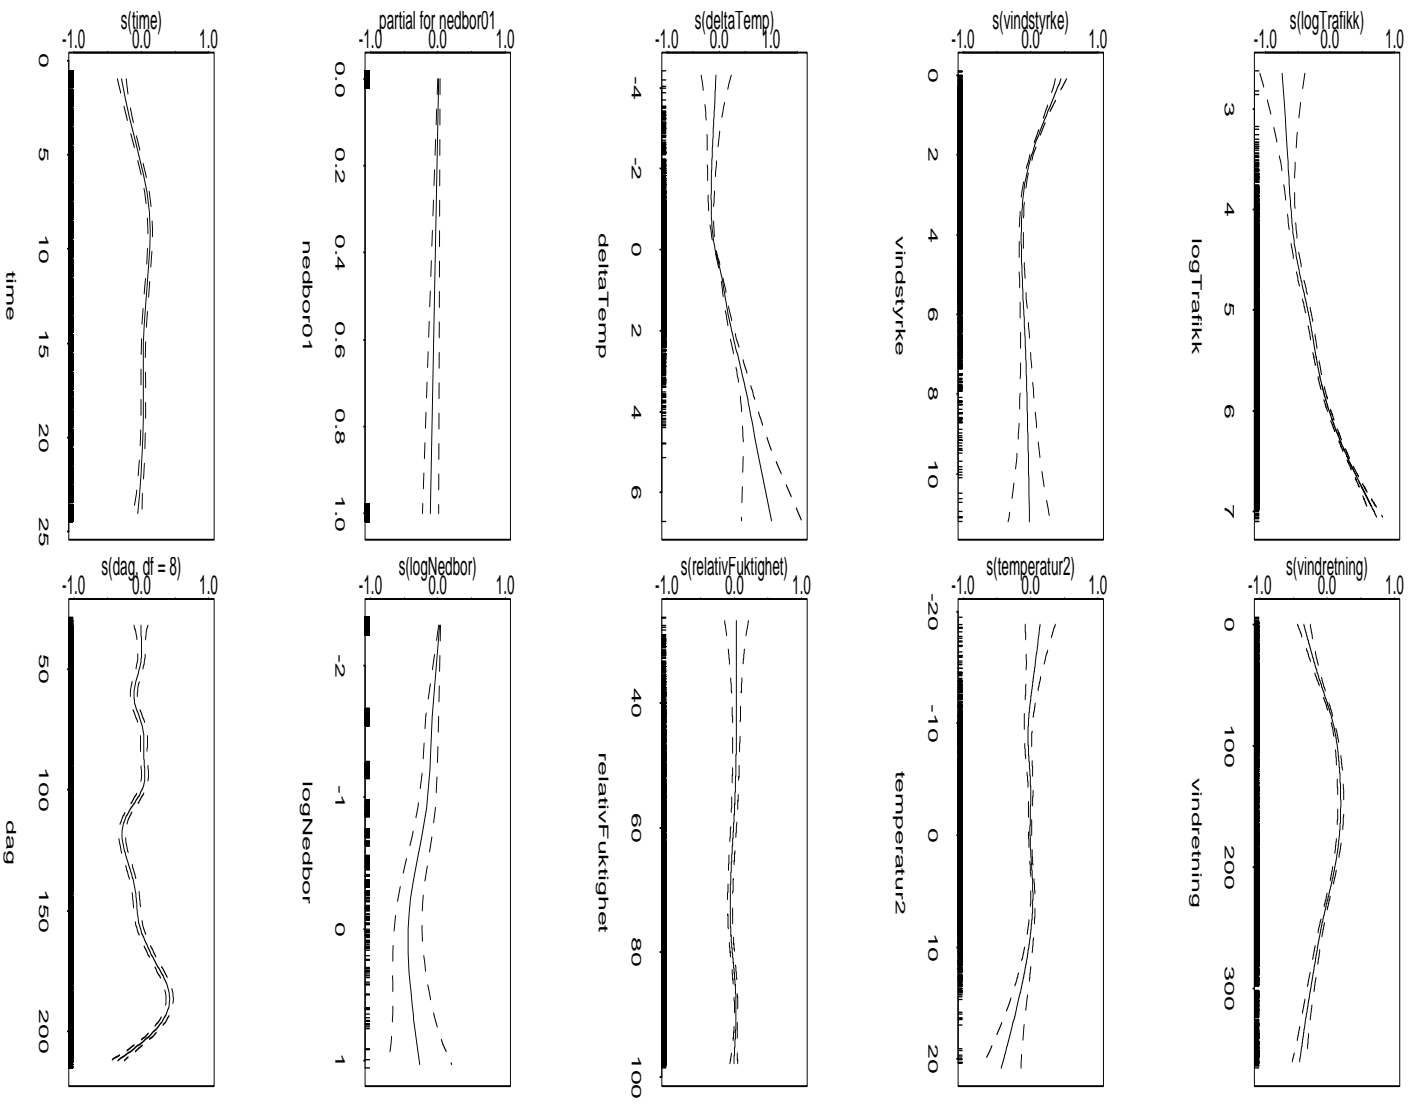 s(time)
-1.0 0.0 1.0
0 5 10 15 20 25
time
partial for nedbor01
-1.0 0.0 1.0
0.0 0.2 0.4 0.6 0.8 1.0
nedbor01
s(deltaTemp)
-1.0 0.0 1.0
-4 -2 0 2 4 6
deltaTemp
s(vindstyrke)
-1.0 0.0 1.0
0 2 4 6 8 10
vindstyrke
s(logTrafikk)
-1.0 0.0 1.0
3 4 5 6 7
logTrafikk
s(dag, df = 8)
-1.0 0.0 1.0
50 100 150 200
dag
s(logNedbor)
-1.0 0.0 1.0
-2 -1 0 1
logNedbor
s(relativFuktighet)
-1.0 0.0 1.0
40 60 80 100
relativFuktighet
s(temperatur2)
-1.0 0.0 1.0
-20 -10 0 10 20
temperatur2
s(vindretning)
-1.0 0.0 1.0
0 100 200 300
vindretning